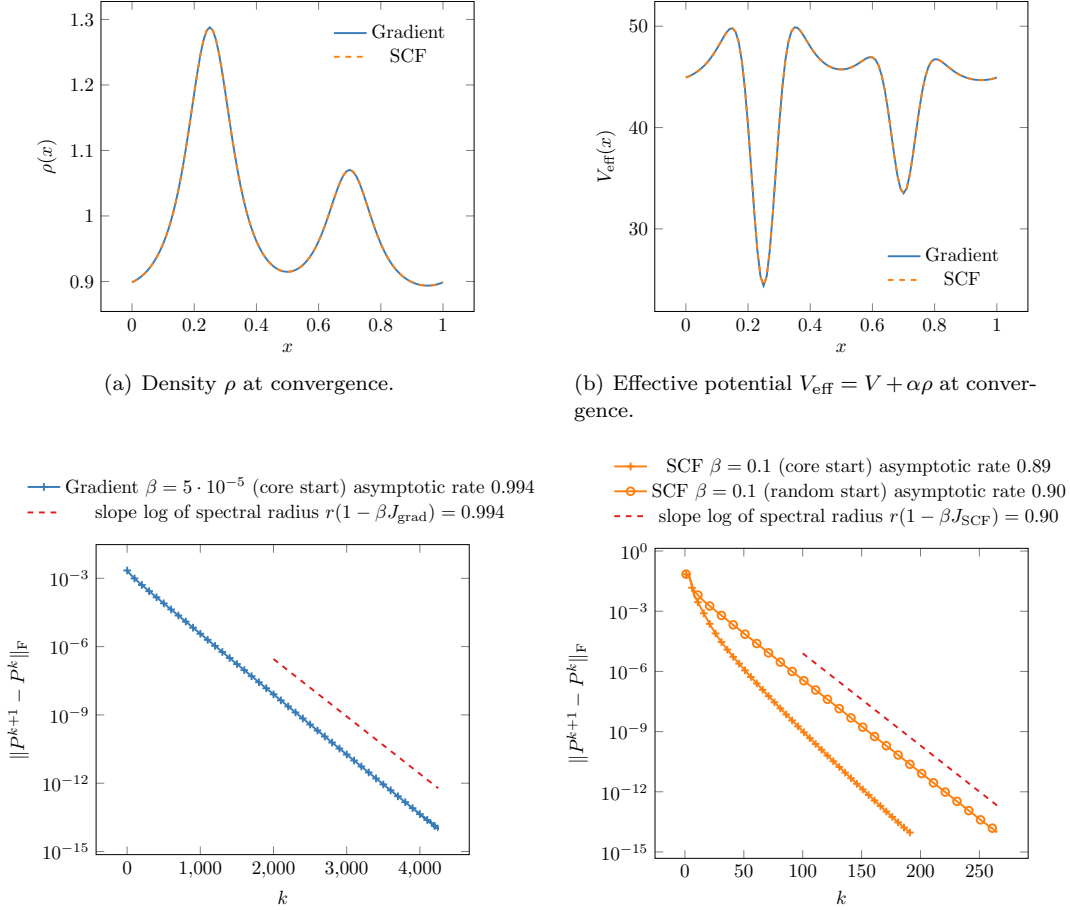 1.3
1.2
1.1
1
0.9
ρ(x)
0 0.2 0.4 0.6 0.8 1
x
Gradient
SCF
(a) Density ρ at convergence.
50
40
30
V_eff(x)
0 0.2 0.4 0.6 0.8 1
x
Gradient
SCF
(b) Effective potential V_eff = V + αρ at conver-
gence.
Gradient β = 5 · 10⁻⁵ (core start) asymptotic rate 0.994
slope log of spectral radius r(1 − βJ_grad) = 0.994
10⁻³
10⁻⁶
10⁻⁹
10⁻¹²
10⁻¹⁵
‖P^{k+1} − P^k‖_F
0 1,000 2,000 3,000 4,000
k
SCF β = 0.1 (core start) asymptotic rate 0.89
SCF β = 0.1 (random start) asymptotic rate 0.90
slope log of spectral radius r(1 − βJ_SCF) = 0.90
10⁰
10⁻³
10⁻⁶
10⁻⁹
10⁻¹²
10⁻¹⁵
‖P^{k+1} − P^k‖_F
0 50 100 150 200 250
k